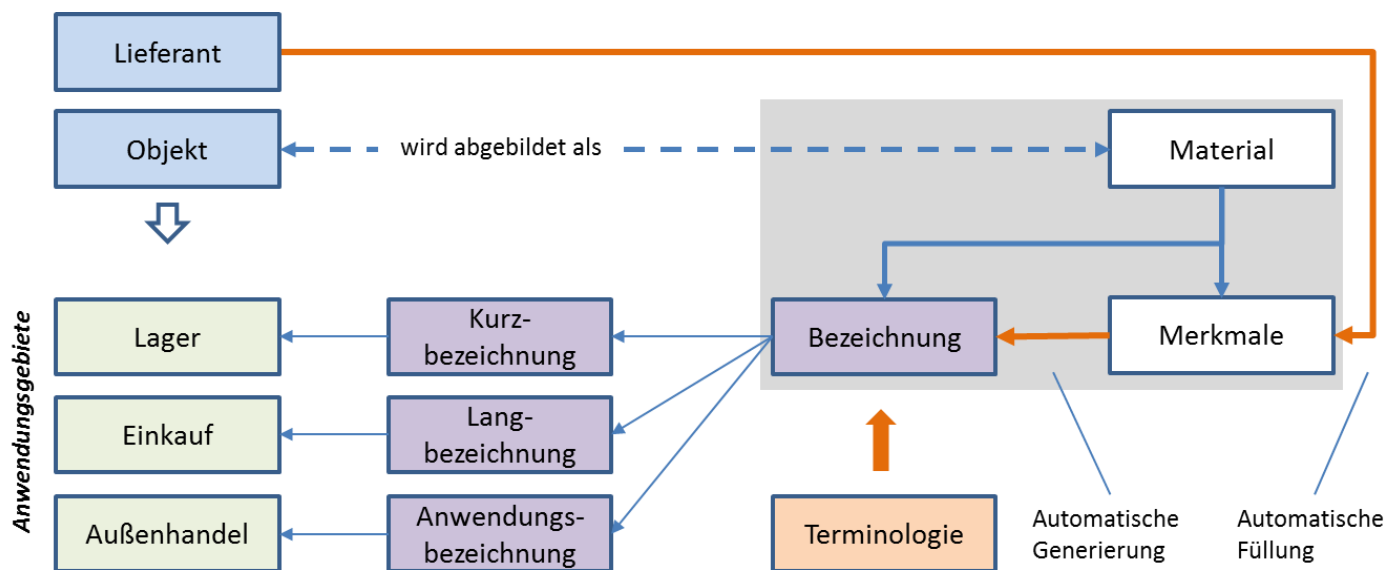 Lieferant
Objekt
wird abgebildet als
Material
Anwendungsgebiete
Lager
Kurz-
bezeichnung
Bezeichnung
Merkmale
Einkauf
Lang-
bezeichnung
Außenhandel
Anwendungs-
bezeichnung
Terminologie
Automatische
Generierung
Automatische
Füllung